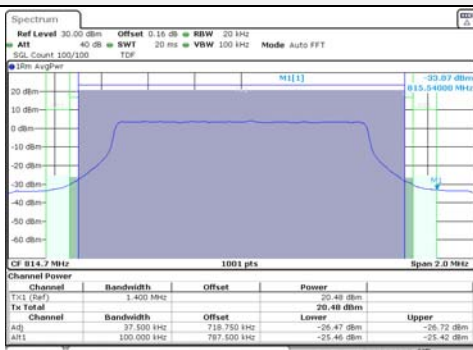 Spectrum
Ref Level 30.00 dBm Offset 0.16 dB RBW 20 kHz
Att 40 dB SWT 20 ms VBW 100 kHz Mode Auto FFT
SGL Count 100/100 TDF
1Rm AvgPwr
M1[1] -33.87 dBm
815.54000 MHz
20 dBm
10 dBm
0 dBm
-10 dBm
-20 dBm
-30 dBm
M1
-40 dBm
-50 dBm
-60 dBm
CF 814.7 MHz 1001 pts Span 2.0 MHz
Channel Power
Channel Bandwidth Offset Power
TX1 (Ref) 1.400 MHz 20.48 dBm
Tx Total 20.48 dBm
Channel Bandwidth Offset Lower Upper
Adj 37.500 kHz 718.750 kHz -26.47 dBm -26.72 dBm
Alt1 100.000 kHz 787.500 kHz -25.46 dBm -25.42 dBm